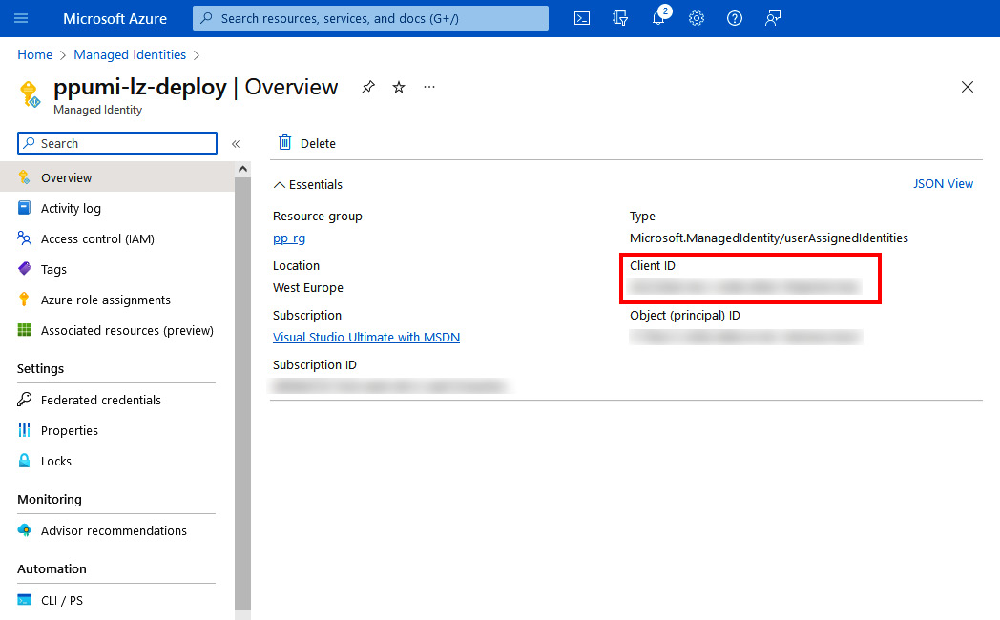 Microsoft Azure
Search resources, services, and docs (G+/)
2
Home > Managed Identities >
ppumi-lz-deploy | Overview
Managed Identity
Search
Overview
Activity log
Access control (IAM)
Tags
Azure role assignments
Associated resources (preview)
Settings
Federated credentials
Properties
Locks
Monitoring
Advisor recommendations
Automation
CLI / PS
Delete
Essentials
JSON View
Resource group
pp-rg
Location
West Europe
Subscription
Visual Studio Ultimate with MSDN
Subscription ID
Type
Microsoft.ManagedIdentity/userAssignedIdentities
Client ID
Object (principal) ID